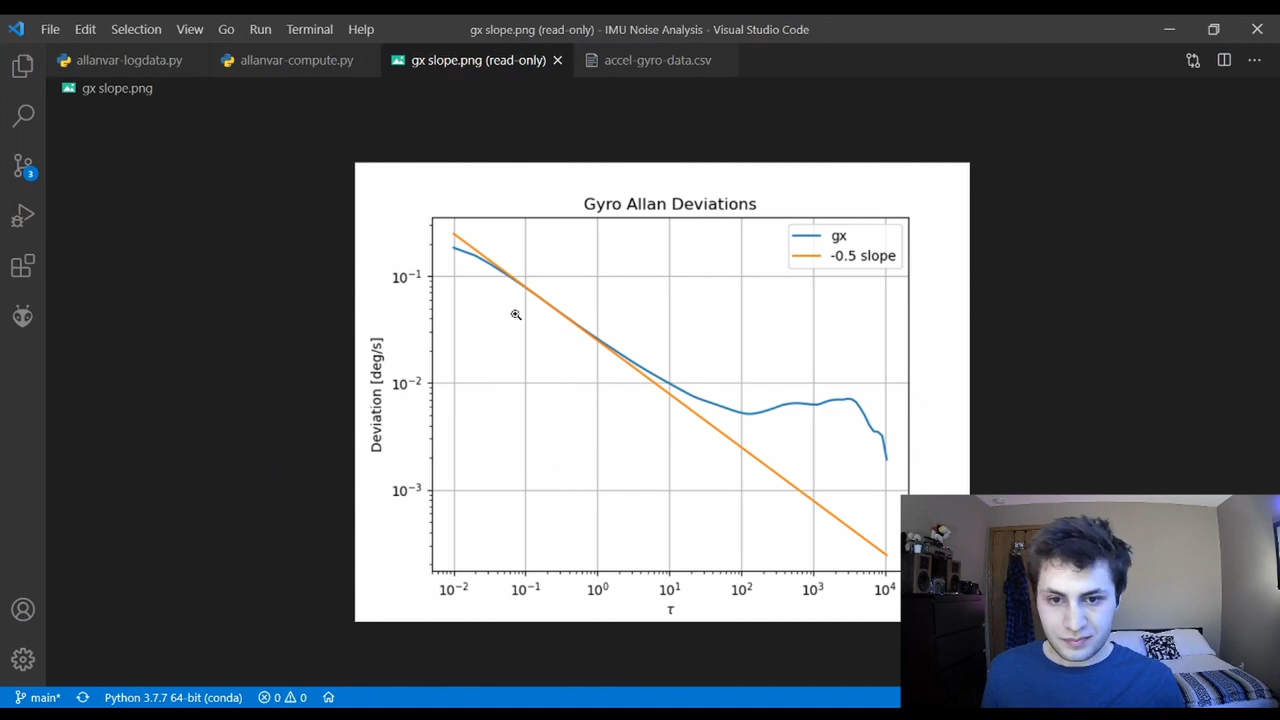 File Edit Selection View Go Run Terminal Help gx slope.png (read-only) - IMU Noise Analysis - Visual Studio Code
allanvar-logdata.py allanvar-compute.py gx slope.png (read-only) accel-gyro-data.csv
gx slope.png
Gyro Allan Deviations
gx
-0.5 slope
Deviation [deg/s]
10⁻¹
10⁻²
10⁻³
10⁻² 10⁻¹ 10⁰ 10¹ 10² 10³ 10⁴
τ
3
main* Python 3.7.7 64-bit (conda) 0 0